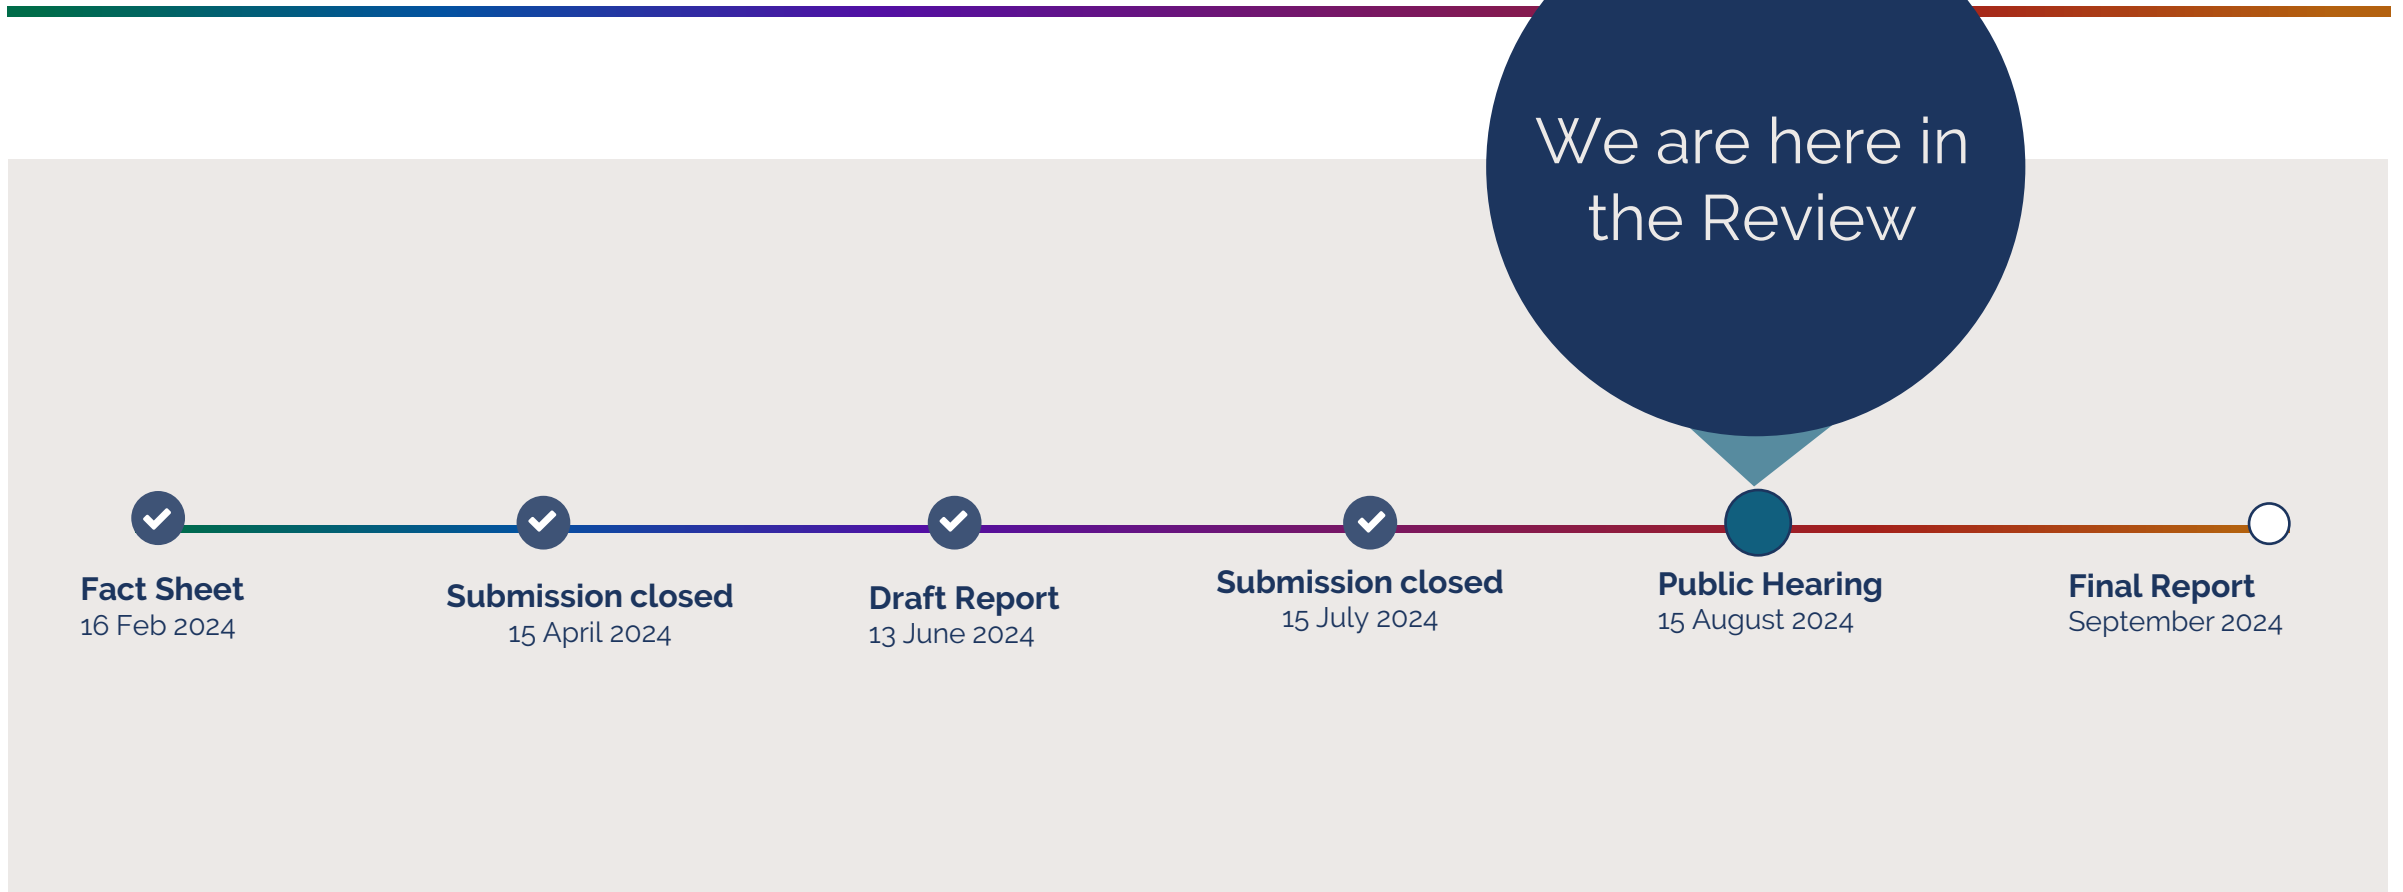 We are here in
the Review
Fact Sheet
16 Feb 2024
Submission closed
15 April 2024
Draft Report
13 June 2024
Submission closed
15 July 2024
Public Hearing
15 August 2024
Final Report
September 2024